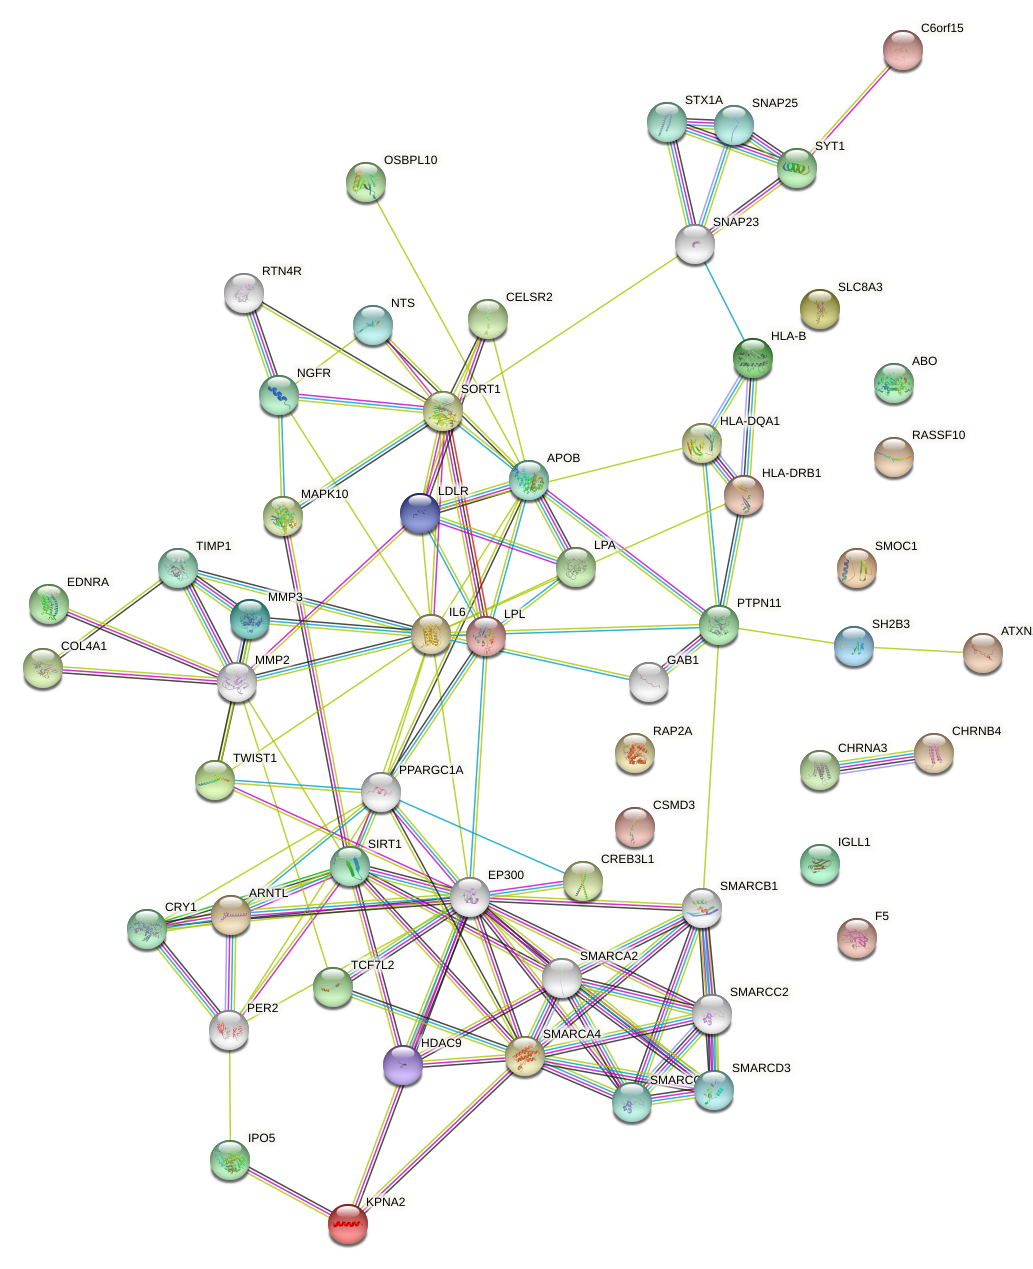 C6orf15
STX1A
SNAP25
SYT1
OSBPL10
SNAP23
RTN4R
SLC8A3
NTS
CELSR2
HLA-B
ABO
NGFR
SORT1
HLA-DQA1
RASSF10
APOB
HLA-DRB1
MAPK10
LDLR
TIMP1
LPA
SMOC1
EDNRA
MMP3
IL6
LPL
PTPN11
SH2B3
ATXN
COL4A1
MMP2
GAB1
RAP2A
CHRNB4
TWIST1
PPARGC1A
CHRNA3
CSMD3
SIRT1
CREB3L1
IGLL1
EP300
ARNTL
CRY1
SMARCB1
F5
SMARCA2
TCF7L2
SMARCC2
PER2
SMARCA4
HDAC9
SMARCD3
SMARCC
IPO5
KPNA2